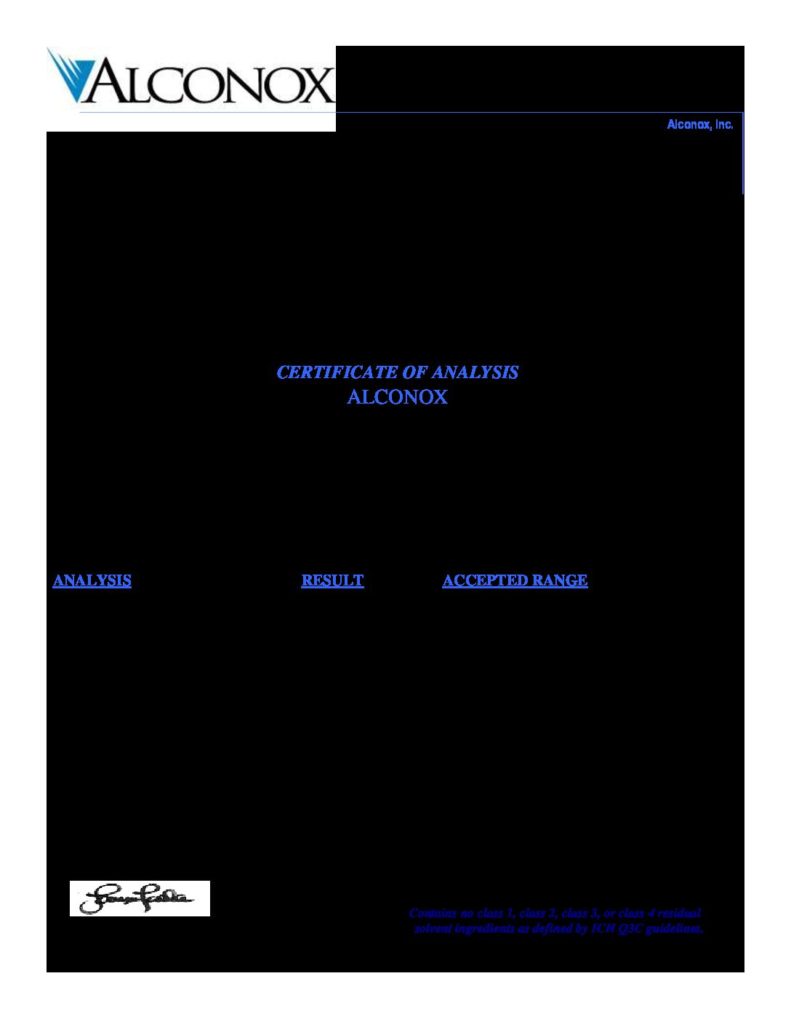 ALCONOX
Alconox, Inc.
CERTIFICATE OF ANALYSIS
ALCONOX
ANALYSIS RESULT ACCEPTED RANGE
Contains no class 1, class 2, class 3, or class 4 residual
solvent ingredients as defined by ICH Q3C guidelines.